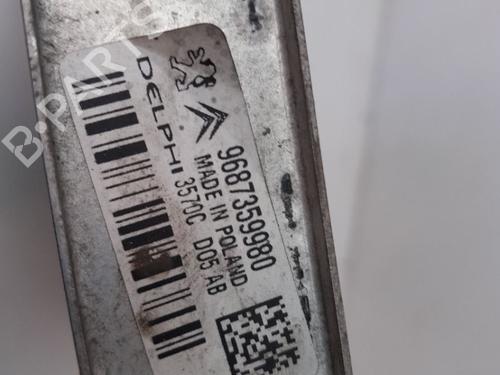 9687359980
MADE IN POLAND
DELPHI 3570C D05 AB
B-PARTS